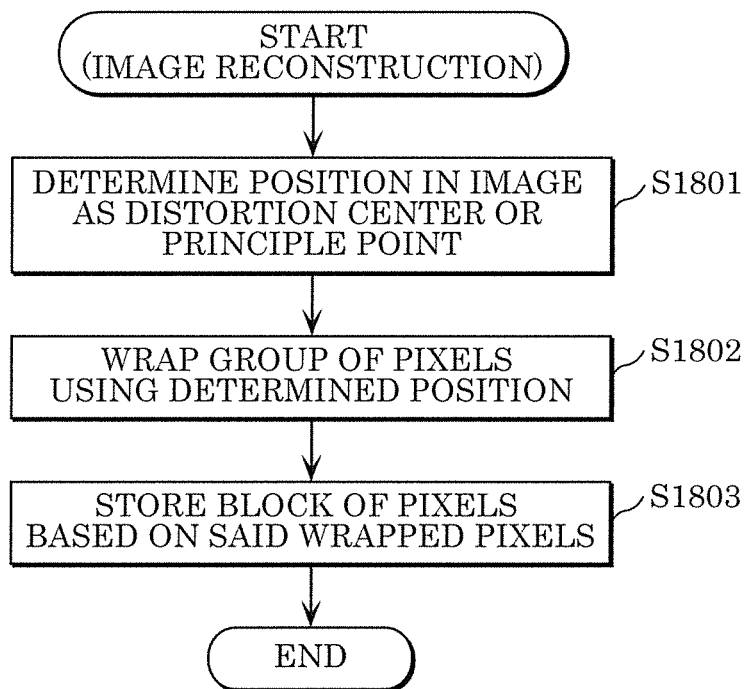 START
(IMAGE RECONSTRUCTION)
DETERMINE POSITION IN IMAGE
AS DISTORTION CENTER OR
PRINCIPLE POINT
S1801
WRAP GROUP OF PIXELS
USING DETERMINED POSITION
S1802
STORE BLOCK OF PIXELS
BASED ON SAID WRAPPED PIXELS
S1803
END